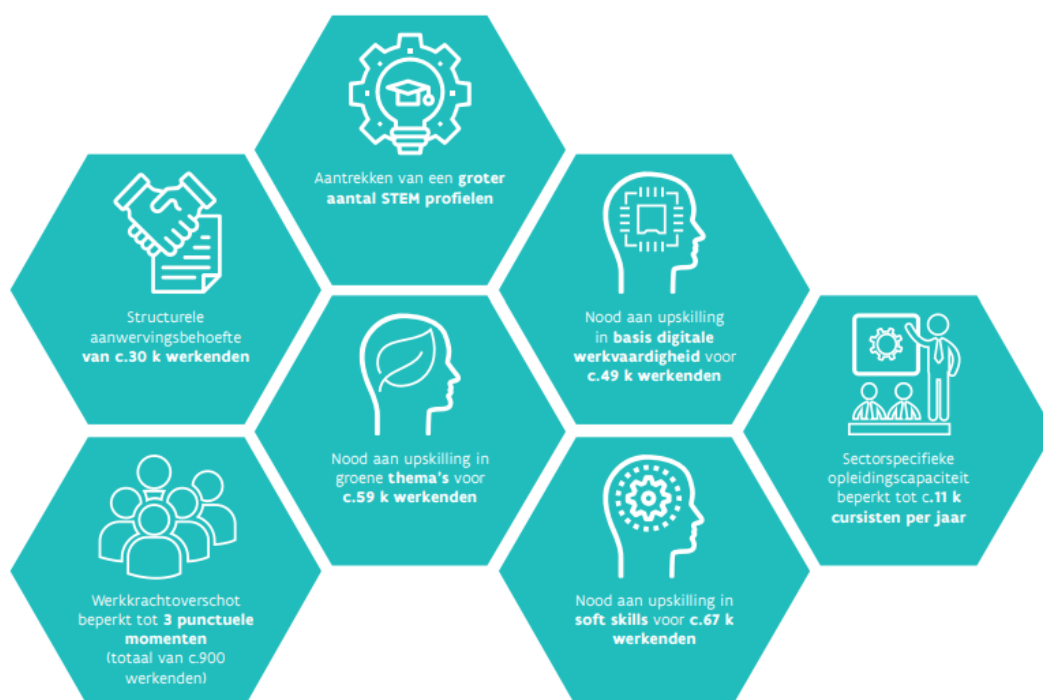 Aantrekken van een groter
aantal STEM profielen
Structurele
aanwervingsbehoefte
van c.30 k werkenden
Nood aan upskilling
in basis digitale
werkvaardigheid voor
c.49 k werkenden
Nood aan upskilling in
groene thema's voor
c.59 k werkenden
Sectorspecifieke
opleidingscapaciteit
beperkt tot c.11 k
cursisten per jaar
Werkkrachtoverschot
beperkt tot 3 punctuele
momenten
(totaal van c.900
werkenden)
Nood aan upskilling in
soft skills voor c.67 k
werkenden